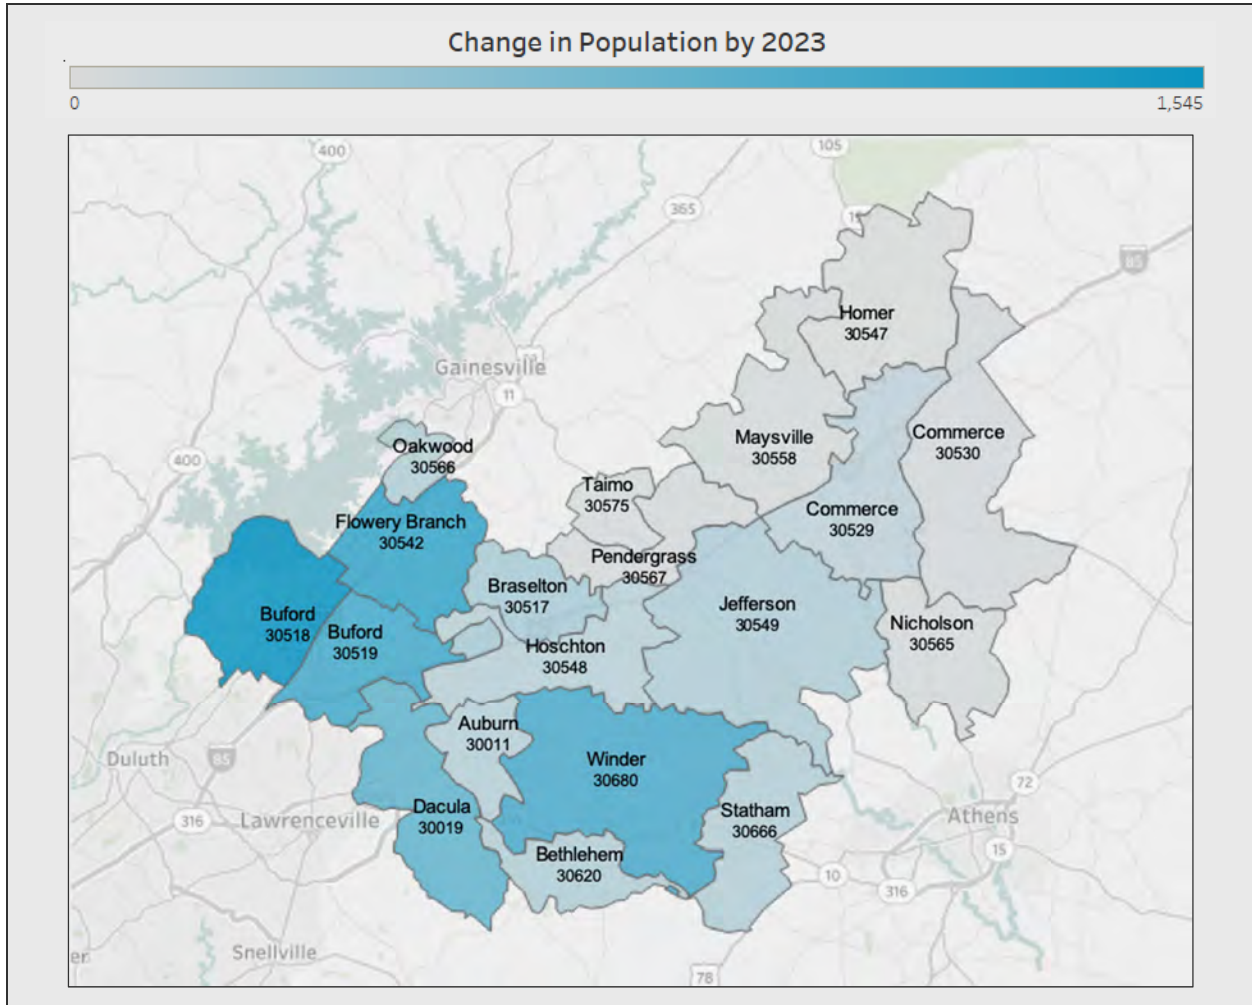 Change in Population by 2023
0
1,545
400
105
365
85
Homer
30547
Gainesville
11
Maysville
30558
Commerce
30530
400
Oakwood
30566
Taimo
30575
Commerce
30529
Flowery Branch
30542
Pendergrass
30567
Braselton
30517
Jefferson
30549
Buford
30518
Buford
30519
Nicholson
30565
Hoschton
30548
Auburn
30011
Duluth
85
Winder
30680
72
Dacula
30019
Statham
30666
316
Lawrenceville
Athens
15
Bethlehem
30620
10
316
Snellville
er
78